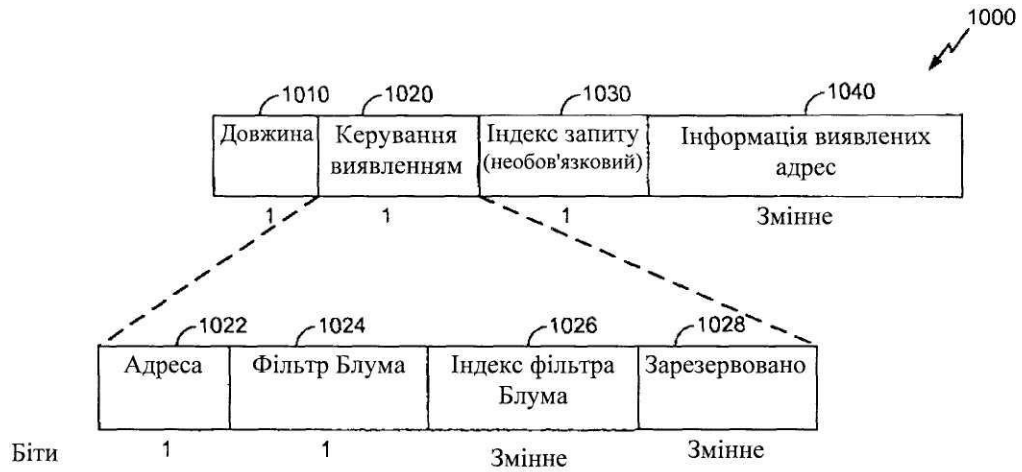 1000
1010 1020 1030 1040
Довжина Керування виявленням Індекс запиту (необов'язковий) Інформація виявлених адрес
1 1 1 Змінне
1022 1024 1026 1028
Адреса Фільтр Блума Індекс фільтра Блума Зарезервовано
Біти 1 1 Змінне Змінне